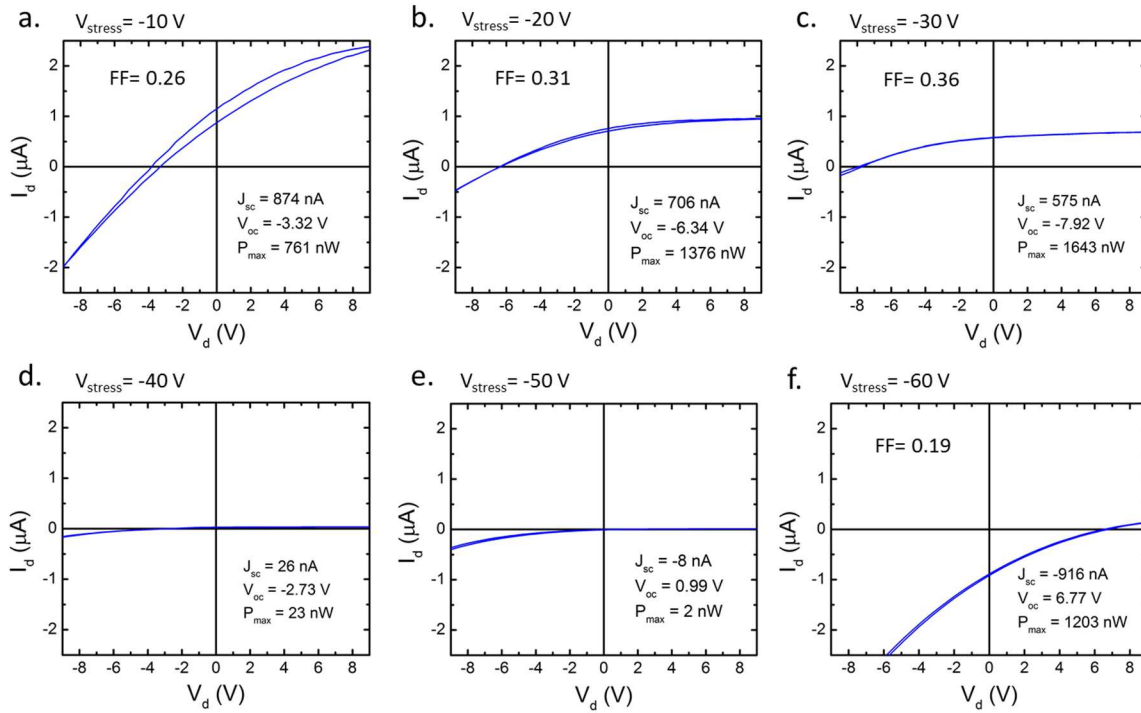 a. V_stress= -10 V
FF= 0.26
J_sc = 874 nA
V_oc = -3.32 V
P_max = 761 nW
I_d (μA)
2
1
0
-1
-2
-8 -6 -4 -2 0 2 4 6 8
V_d (V)
b. V_stress= -20 V
FF= 0.31
J_sc = 706 nA
V_oc = -6.34 V
P_max = 1376 nW
I_d (μA)
2
1
0
-1
-2
-8 -6 -4 -2 0 2 4 6 8
V_d (V)
c. V_stress= -30 V
FF= 0.36
J_sc = 575 nA
V_oc = -7.92 V
P_max = 1643 nW
I_d (μA)
2
1
0
-1
-2
-8 -6 -4 -2 0 2 4 6 8
V_d (V)
d. V_stress= -40 V
J_sc = 26 nA
V_oc = -2.73 V
P_max = 23 nW
I_d (μA)
2
1
0
-1
-2
-8 -6 -4 -2 0 2 4 6 8
V_d (V)
e. V_stress= -50 V
J_sc = -8 nA
V_oc = 0.99 V
P_max = 2 nW
I_d (μA)
2
1
0
-1
-2
-8 -6 -4 -2 0 2 4 6 8
V_d (V)
f. V_stress= -60 V
FF= 0.19
J_sc = -916 nA
V_oc = 6.77 V
P_max = 1203 nW
I_d (μA)
2
1
0
-1
-2
-8 -6 -4 -2 0 2 4 6 8
V_d (V)